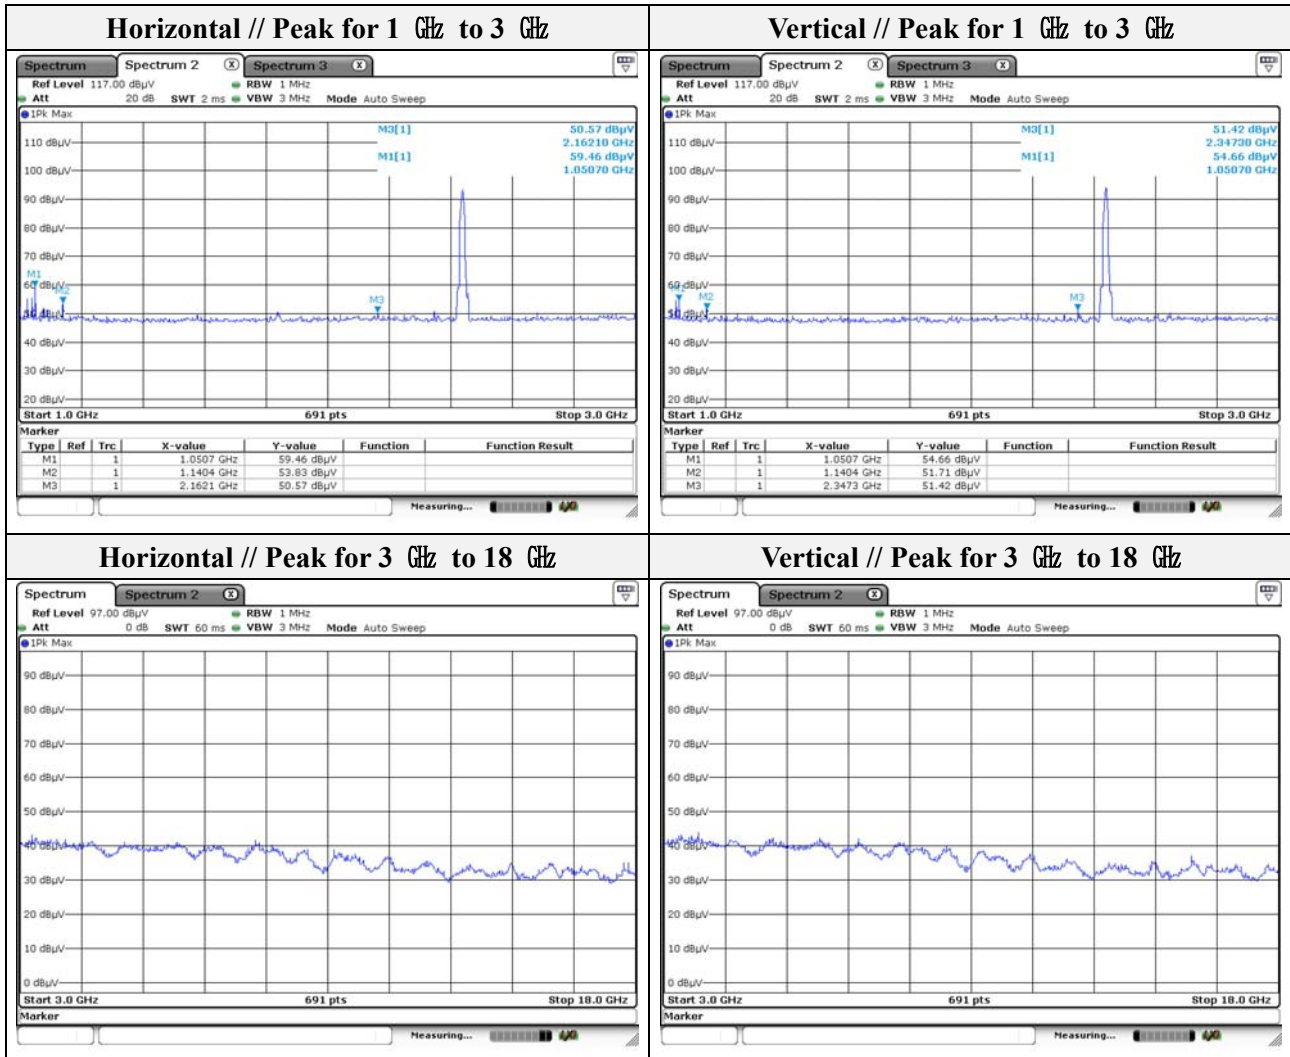 Horizontal // Peak for 1 ㎓ to 3 ㎓
Spectrum Spectrum 2 Spectrum 3
Ref Level 117.00 dBµV RBW 1 MHz
Att 20 dB SWT 2 ms VBW 3 MHz Mode Auto Sweep
1Pk Max
M3[1] 50.57 dBµV
2.16210 GHz
M1[1] 59.46 dBµV
1.05070 GHz
110 dBµV
100 dBµV
90 dBµV
80 dBµV
70 dBµV
M1
60 dBµV
M2
M3
40 dBµV
30 dBµV
20 dBµV
Start 1.0 GHz 691 pts Stop 3.0 GHz
Marker
Type Ref Trc X-value Y-value Function Function Result
M1 1 1.0507 GHz 59.46 dBµV
M2 1 1.1404 GHz 53.83 dBµV
M3 1 2.1621 GHz 50.57 dBµV
Measuring...
Vertical // Peak for 1 ㎓ to 3 ㎓
Spectrum Spectrum 2 Spectrum 3
Ref Level 117.00 dBµV RBW 1 MHz
Att 20 dB SWT 2 ms VBW 3 MHz Mode Auto Sweep
1Pk Max
M3[1] 51.42 dBµV
2.34730 GHz
M1[1] 54.66 dBµV
1.05070 GHz
110 dBµV
100 dBµV
90 dBµV
80 dBµV
70 dBµV
M2
M3
40 dBµV
30 dBµV
20 dBµV
Start 1.0 GHz 691 pts Stop 3.0 GHz
Marker
Type Ref Trc X-value Y-value Function Function Result
M1 1 1.0507 GHz 54.66 dBµV
M2 1 1.1404 GHz 51.71 dBµV
M3 1 2.3473 GHz 51.42 dBµV
Measuring...
Horizontal // Peak for 3 ㎓ to 18 ㎓
Spectrum Spectrum 2
Ref Level 97.00 dBµV RBW 1 MHz
Att 0 dB SWT 60 ms VBW 3 MHz Mode Auto Sweep
1Pk Max
90 dBµV
80 dBµV
70 dBµV
60 dBµV
50 dBµV
40 dBµV
30 dBµV
20 dBµV
10 dBµV
0 dBµV
Start 3.0 GHz 691 pts Stop 18.0 GHz
Marker
Measuring...
Vertical // Peak for 3 ㎓ to 18 ㎓
Spectrum Spectrum 2
Ref Level 97.00 dBµV RBW 1 MHz
Att 0 dB SWT 60 ms VBW 3 MHz Mode Auto Sweep
1Pk Max
90 dBµV
80 dBµV
70 dBµV
60 dBµV
50 dBµV
40 dBµV
30 dBµV
20 dBµV
10 dBµV
0 dBµV
Start 3.0 GHz 691 pts Stop 18.0 GHz
Marker
Measuring...